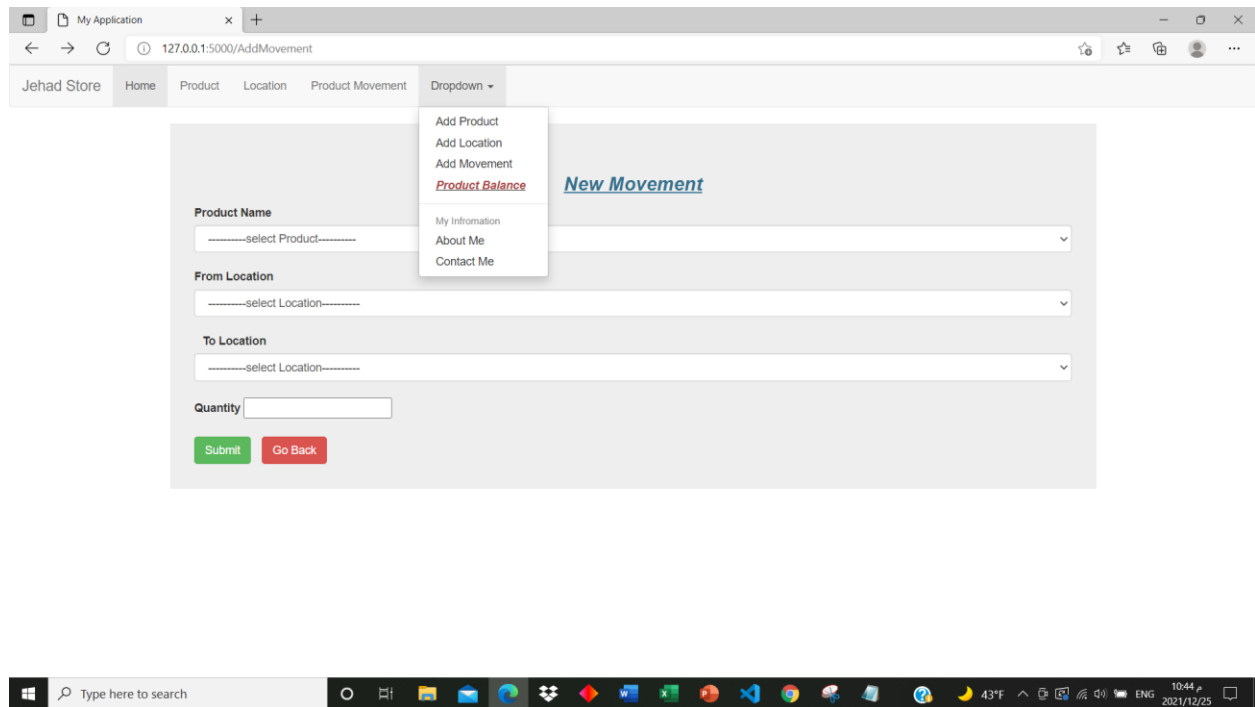 My Application
127.0.0.1:5000/AddMovement
Jehad Store Home Product Location Product Movement Dropdown
Add Product
Add Location
Add Movement
Product Balance
My Infromation
About Me
Contact Me
New Movement
Product Name
----------select Product----------
From Location
----------select Location----------
To Location
----------select Location----------
Quantity
Submit Go Back
Type here to search
43°F ENG 10:44 م
2021/12/25